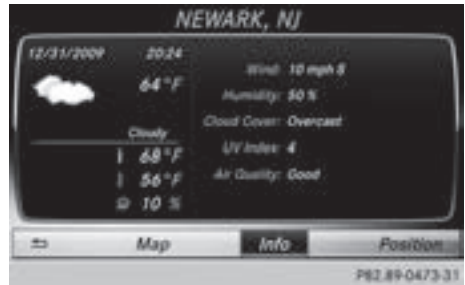 NEWARK, NJ
12/31/2009 20:24
64°F
Cloudy
68°F
56°F
10 %
Wind: 10 mph S
Humidity: 50 %
Cloud Cover: Overcast
UV Index: 4
Air Quality: Good
Map Info Position
P82.89-0473-31